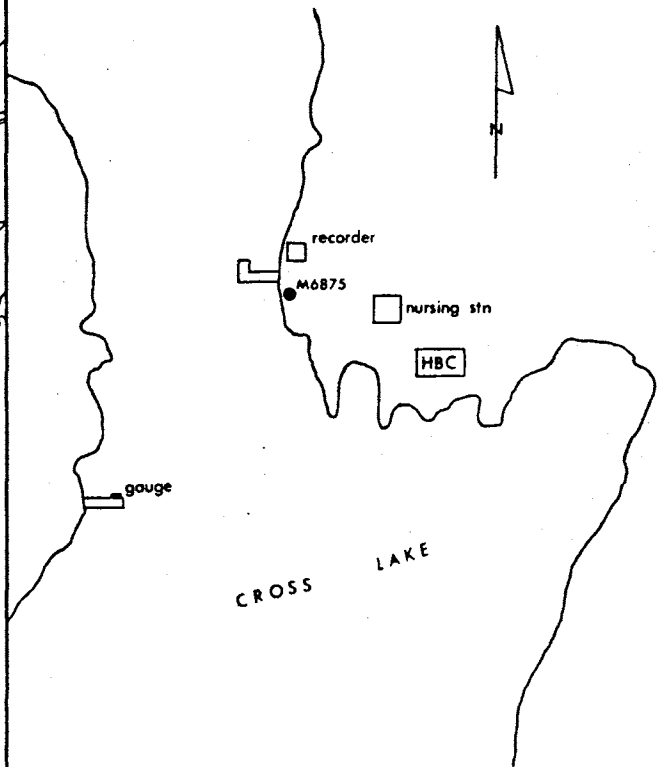 N
recorder
M6875
nursing stn
HBC
gauge
CROSS LAKE